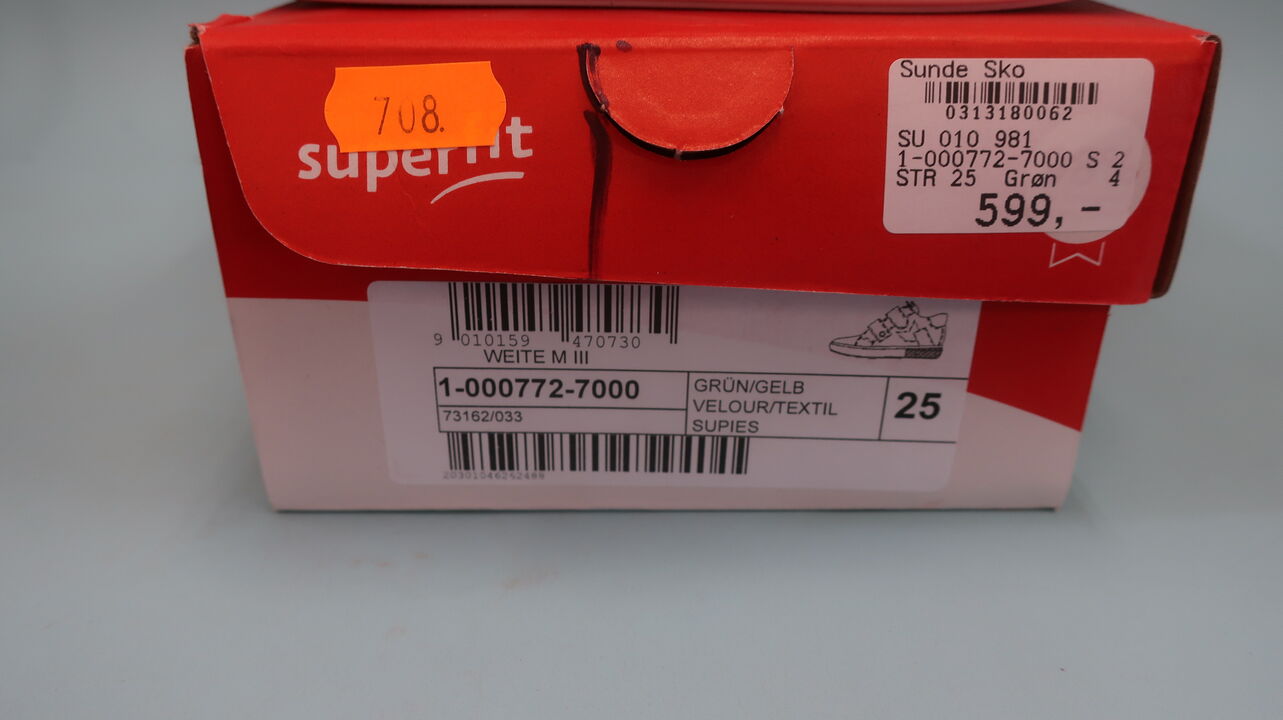 708.
superfit
Sunde Sko
0313180062
SU 010 981
1-000772-7000 S 2
STR 25 Grøn 4
599,-
9 010159 470730
WEITE M III
1-000772-7000
73162/033
GRÜN/GELB
VELOUR/TEXTIL
SUPIES
25